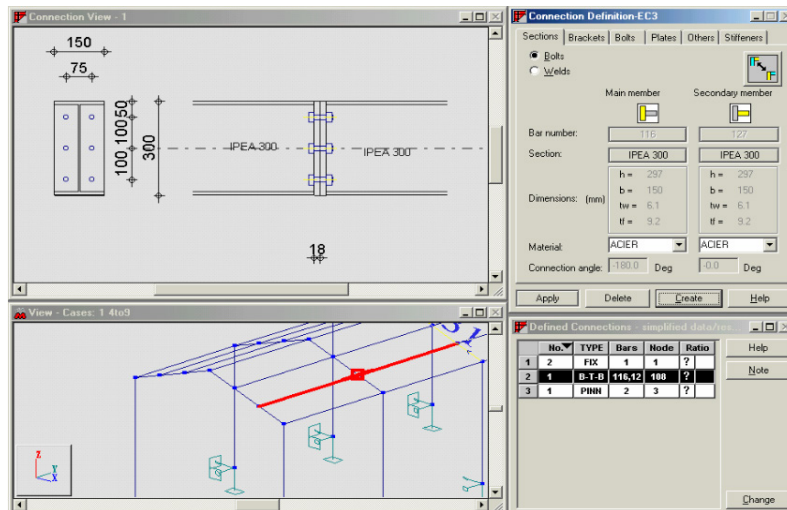 Connection View - 1
150
75
50
100
100
300
IPEA 300
IPEA 300
18
Connection Definition-EC3
Sections Brackets Bolts Plates Others Stiffeners
Bolts
Welds
Main member Secondary member
Bar number: 116 127
Section: IPEA 300 IPEA 300
Dimensions: (mm)
h = 297 h = 297
b = 150 b = 150
tw = 6.1 tw = 6.1
tf = 9.2 tf = 9.2
Material: ACIER ACIER
Connection angle: -180.0 Deg -0.0 Deg
Apply Delete Create Help
View - Cases: 1 4to9
Z
Y
X
Defined Connections - simplified data/res...
No. TYPE Bars Node Ratio
1 2 FIX 1 1 ?
2 1 B-T-B 116,12 108 ?
3 1 PINN 2 3 ?
Help
Note
Change